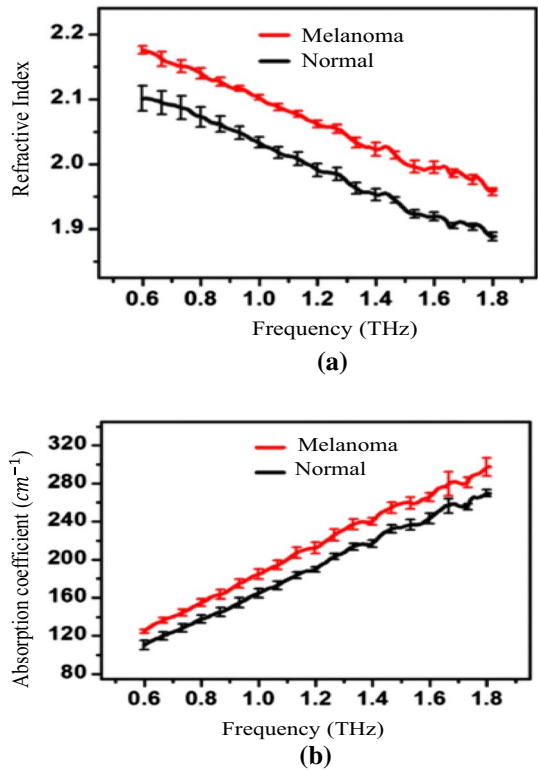 2.2
2.1
2.0
1.9
Refractive Index
Melanoma
Normal
0.6 0.8 1.0 1.2 1.4 1.6 1.8
Frequency (THz)
(a)
320
280
240
200
160
120
80
Absorption coefficient (cm⁻¹)
Melanoma
Normal
0.6 0.8 1.0 1.2 1.4 1.6 1.8
Frequency (THz)
(b)